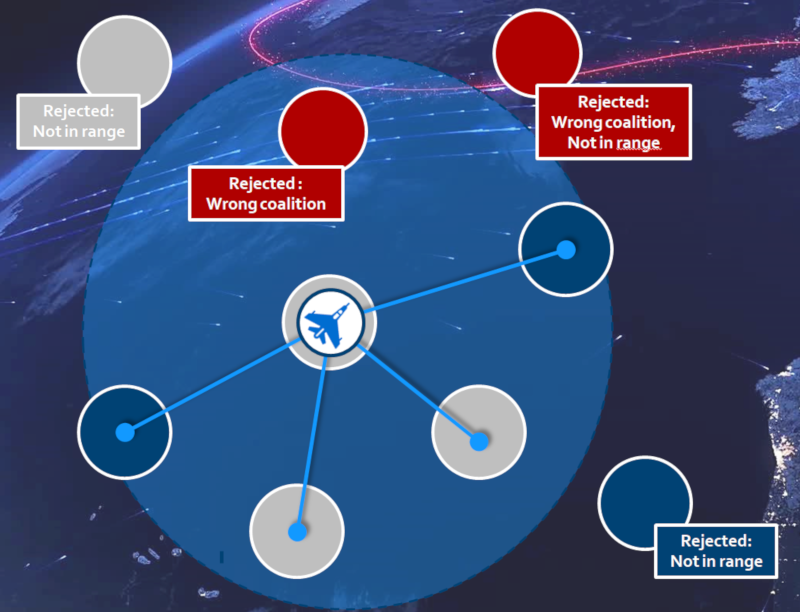 Rejected:
Not in range
Rejected:
Wrong coalition,
Not in range
Rejected :
Wrong coalition
Rejected:
Not in range